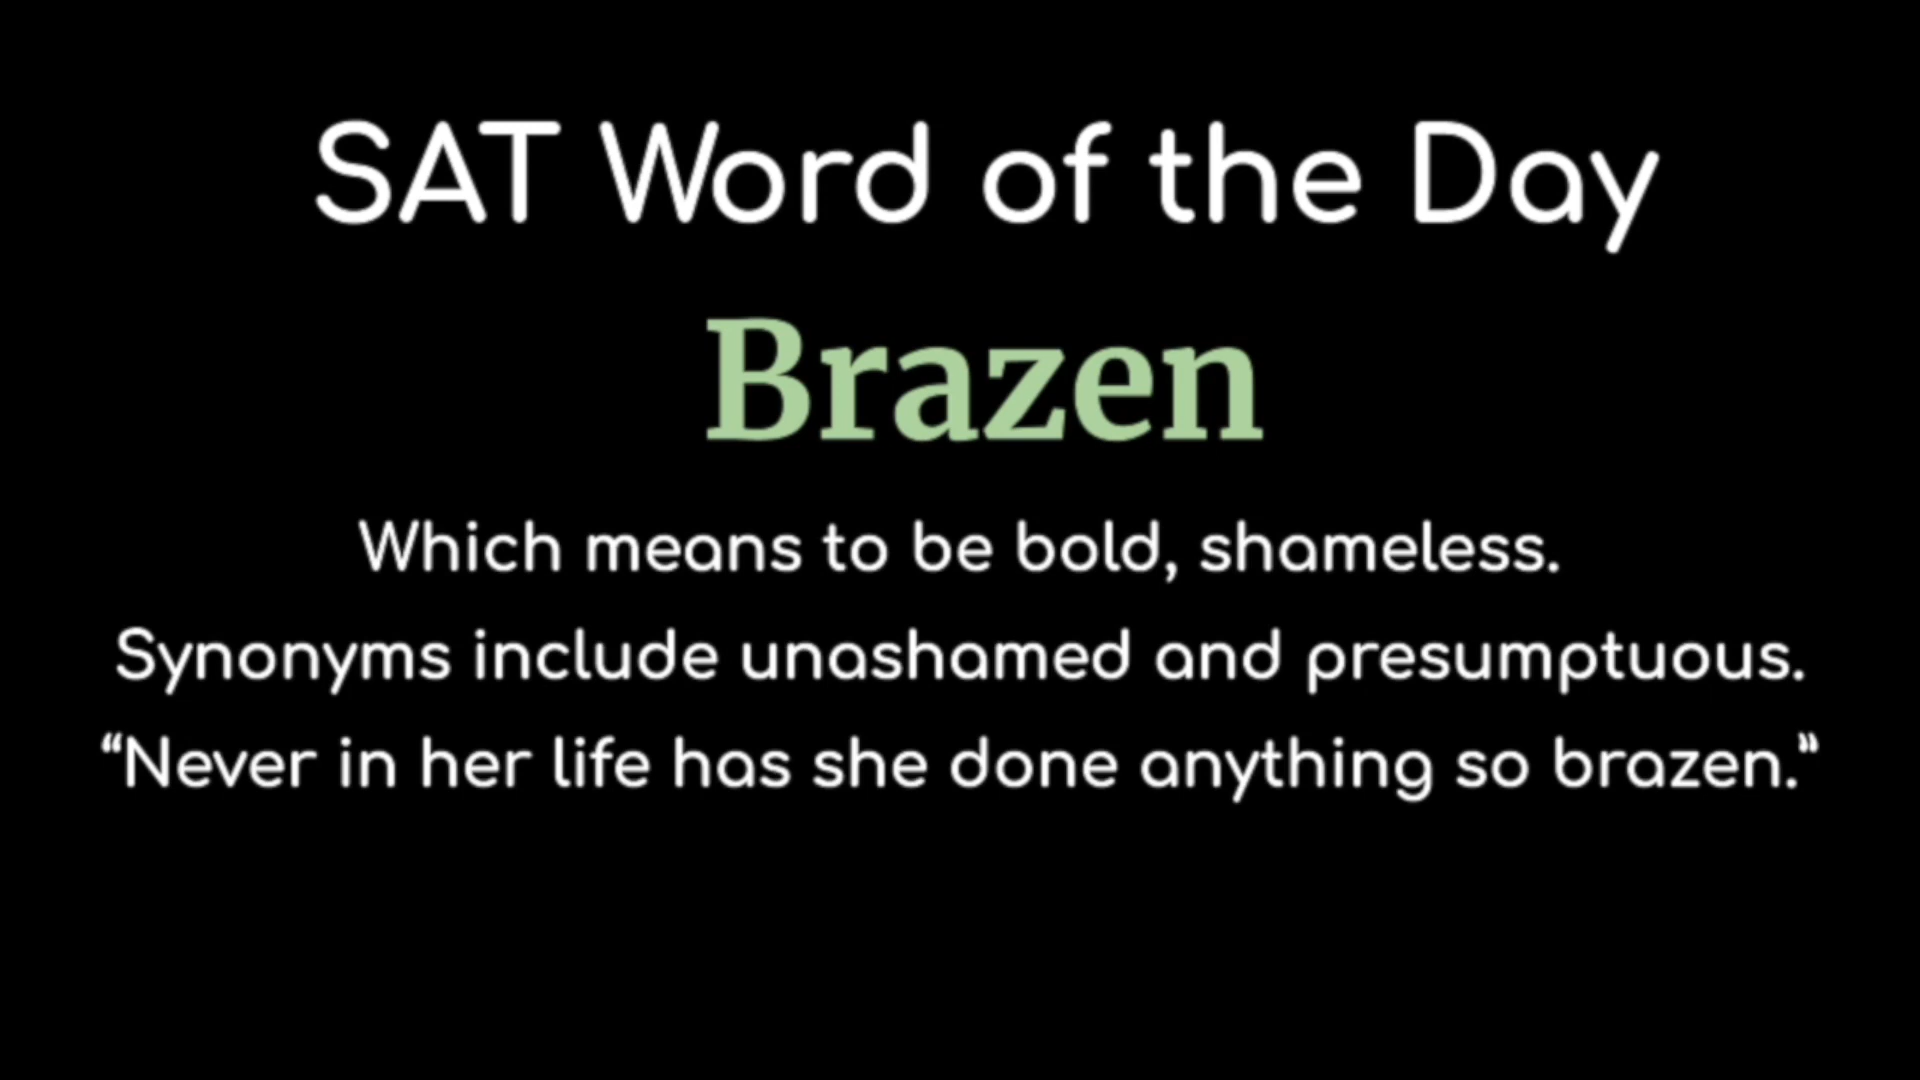 SAT Word of the Day
Brazen
Which means to be bold, shameless.
Synonyms include unashamed and presumptuous.
“Never in her life has she done anything so brazen.”